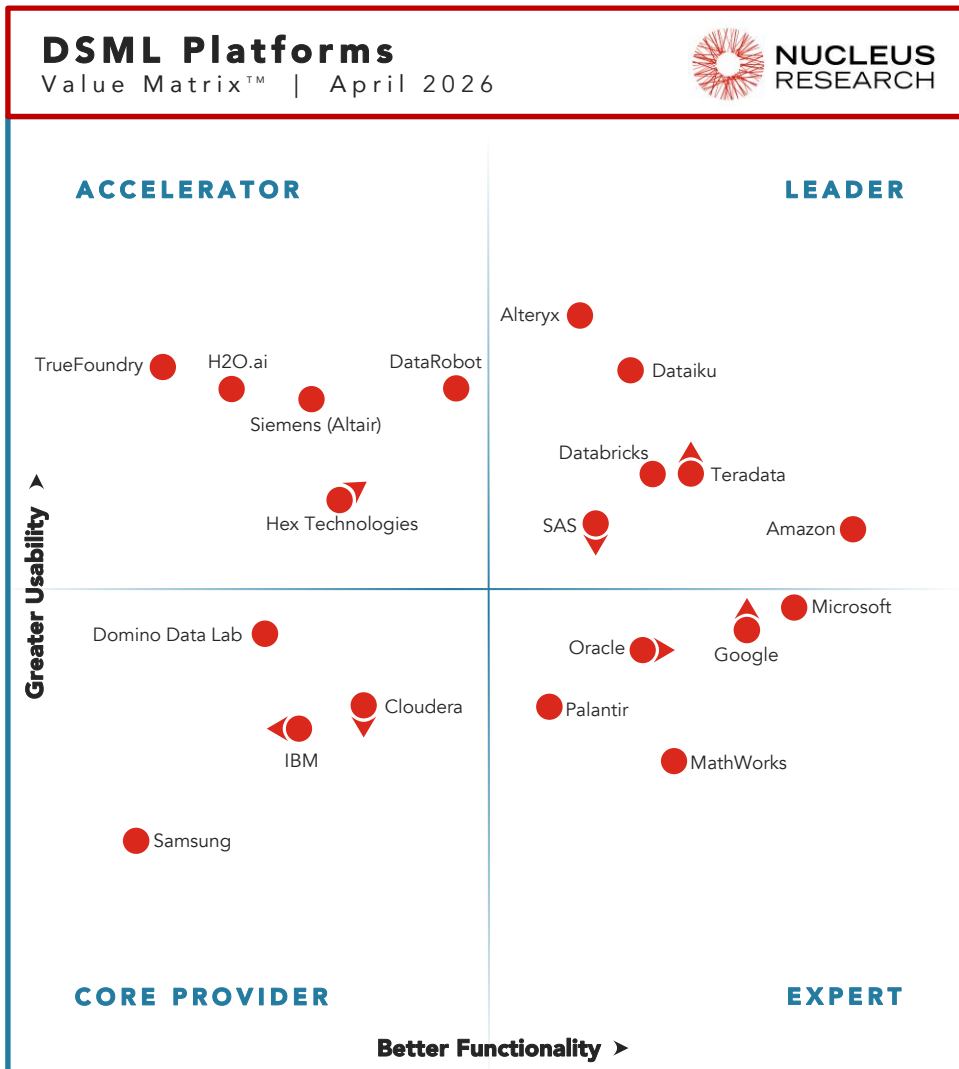 DSML Platforms
Value Matrix™ | April 2026
NUCLEUS
RESEARCH
ACCELERATOR
LEADER
Alteryx
TrueFoundry
H2O.ai
DataRobot
Dataiku
Siemens (Altair)
Databricks
Teradata
Hex Technologies
SAS
Amazon
Greater Usability ➤
Microsoft
Domino Data Lab
Oracle
Google
Cloudera
Palantir
IBM
MathWorks
Samsung
CORE PROVIDER
EXPERT
Better Functionality ➤